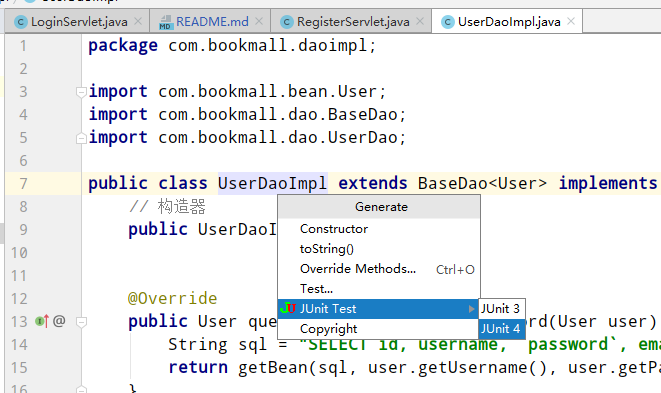 LoginServlet.java README.md RegisterServlet.java UserDaoImpl.java
1 package com.bookmall.daoimpl;
2
3 import com.bookmall.bean.User;
4 import com.bookmall.dao.BaseDao;
5 import com.bookmall.dao.UserDao;
6
7 public class UserDaoImpl extends BaseDao<User> implements
Generate
8 // 构造器
Constructor
9 public UserDaoI
toString()
10
Override Methods... Ctrl+O
11
Test...
12 @Override
JUnit Test JUnit 3
13 @ public User que ord(User user)
Copyright JUnit 4
14 String sql = "SELECT id, username, `password`, ema
15 return getBean(sql, user.getUsername(), user.getPa
16 }